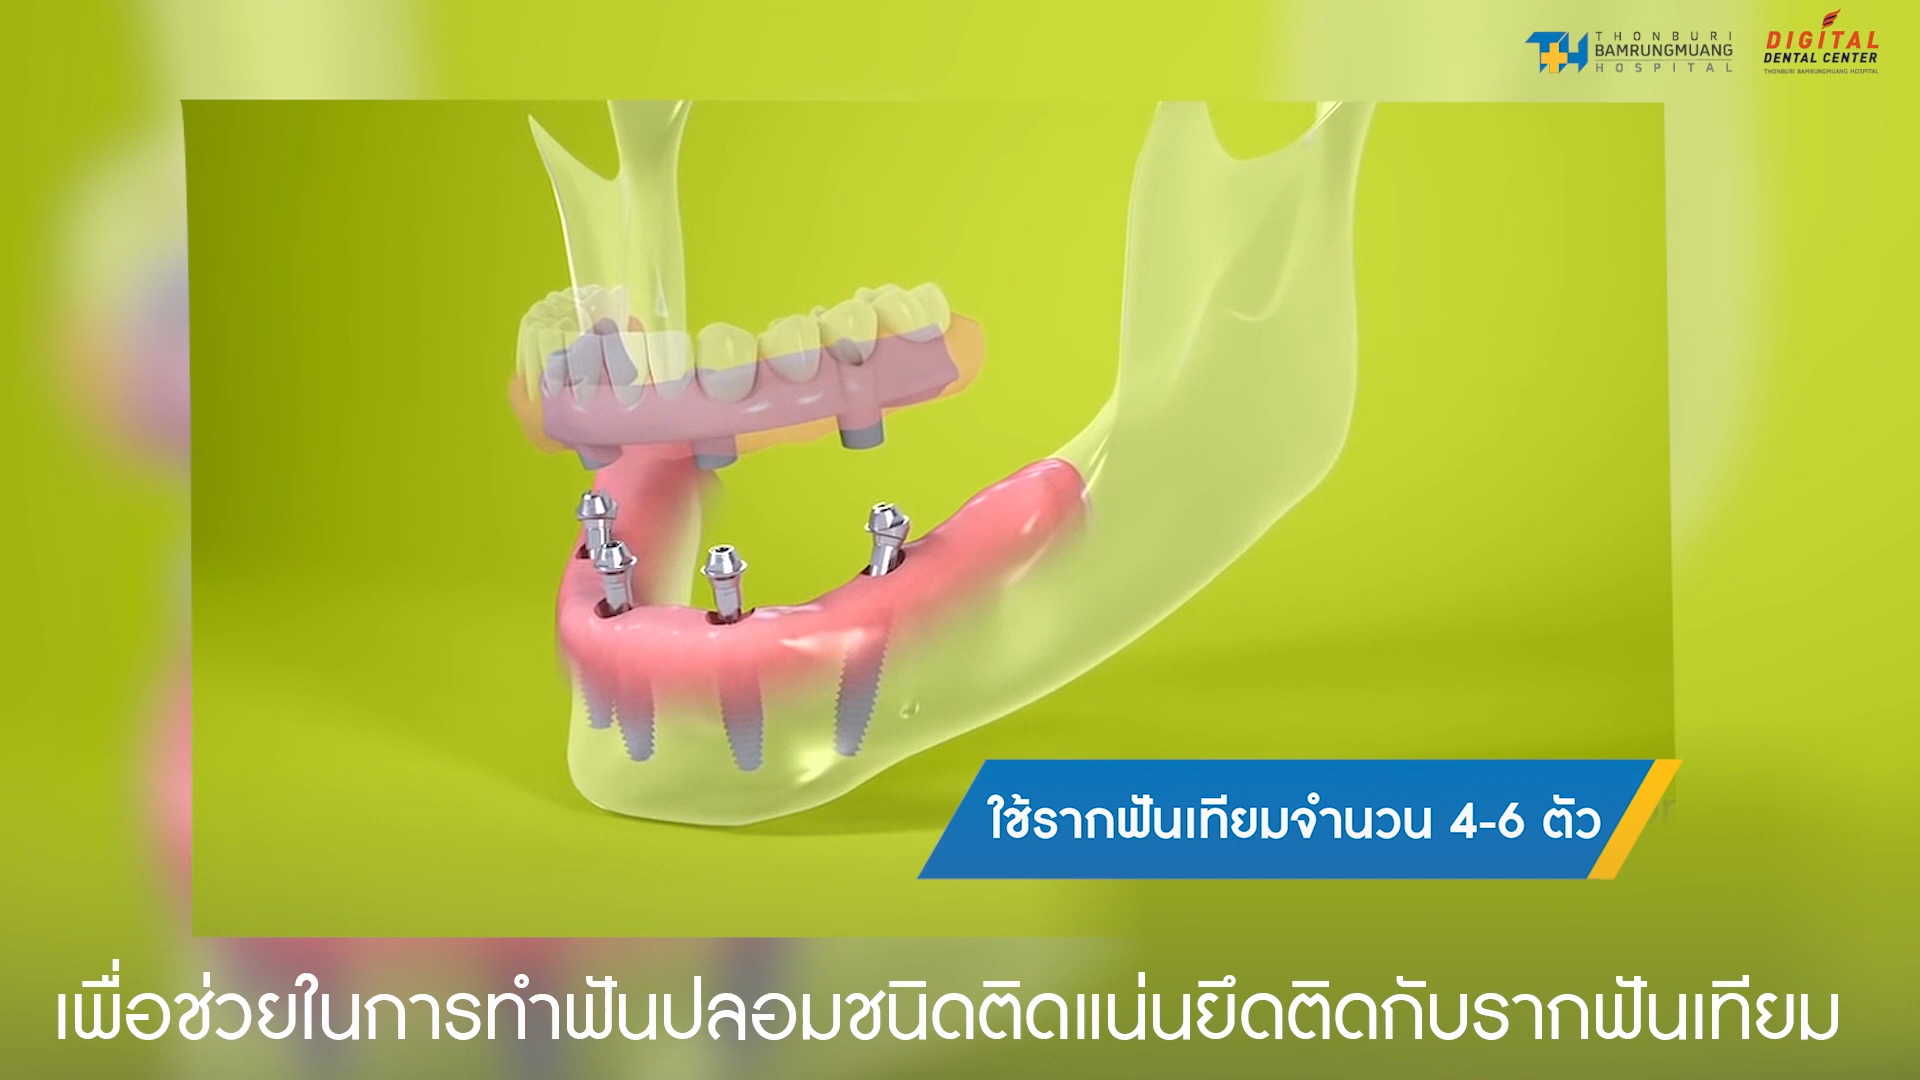 THONBURI
BAMRUNGMUANG
HOSPITAL
DIGITAL
DENTAL CENTER
THONBURI BAMRUNGMUANG HOSPITAL
ใช้รากฟันเทียมจำนวน 4-6 ตัว
เพื่อช่วยในการทำฟันปลอมชนิดติดแน่นยึดติดกับรากฟันเทียม